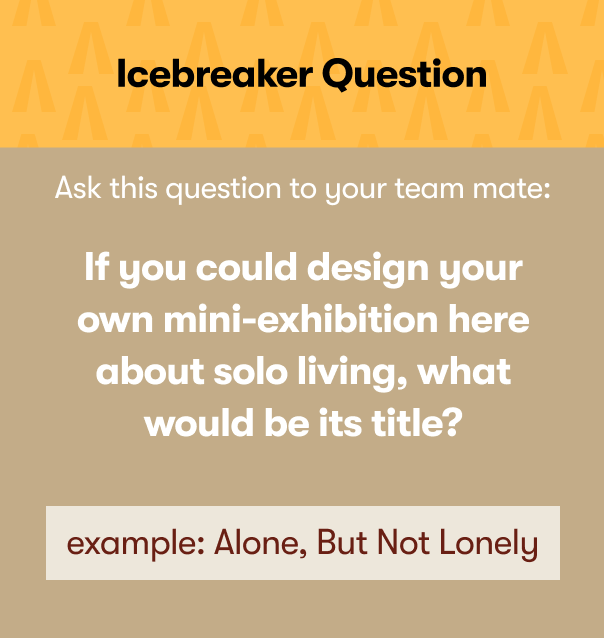 Icebreaker Question
Ask this question to your team mate:
If you could design your
own mini-exhibition here
about solo living, what
would be its title?
example: Alone, But Not Lonely